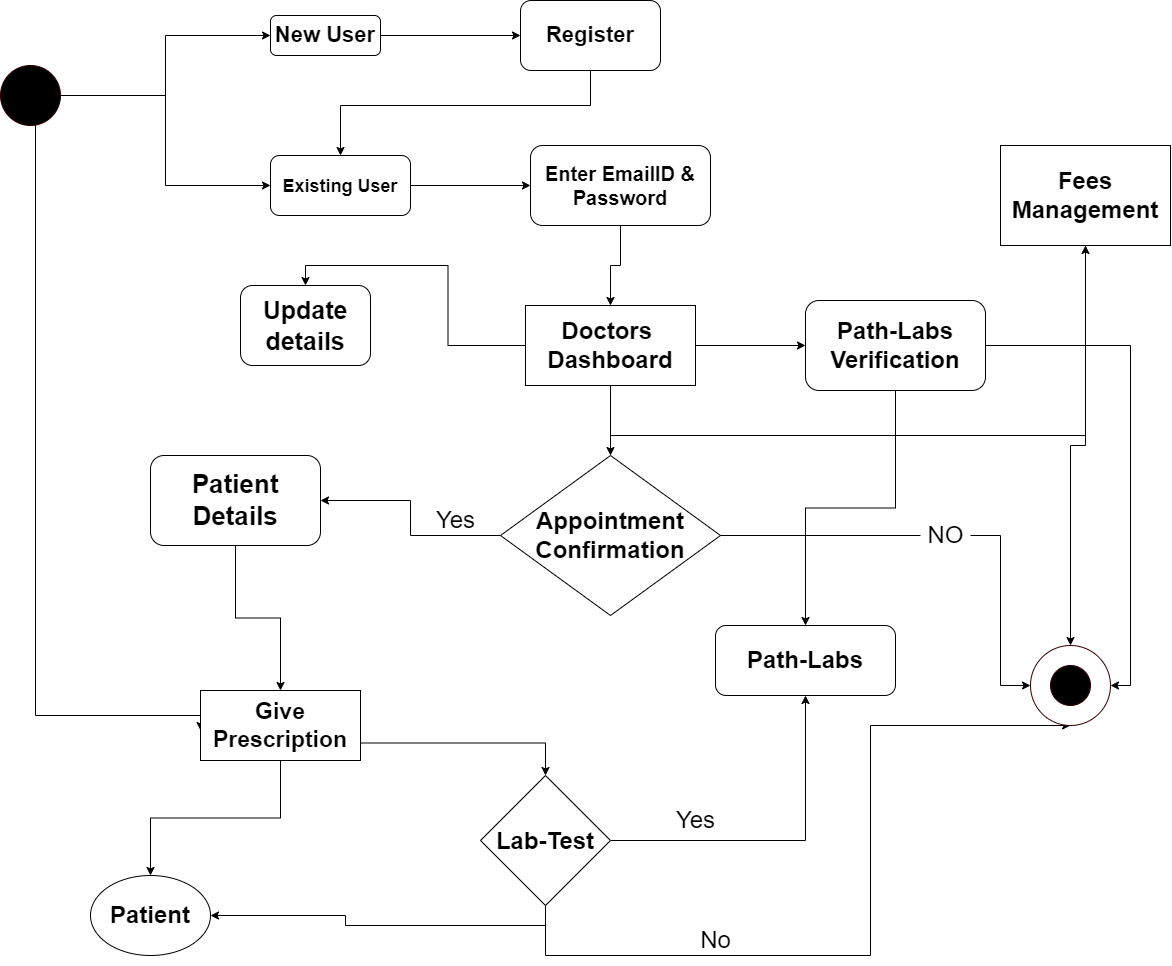 New User
Register
Existing User
Enter EmailID &
Password
Fees
Management
Update
details
Doctors
Dashboard
Path-Labs
Verification
Patient
Details
Yes
Appointment
Confirmation
NO
Path-Labs
Give
Prescription
Lab-Test
Yes
Patient
No